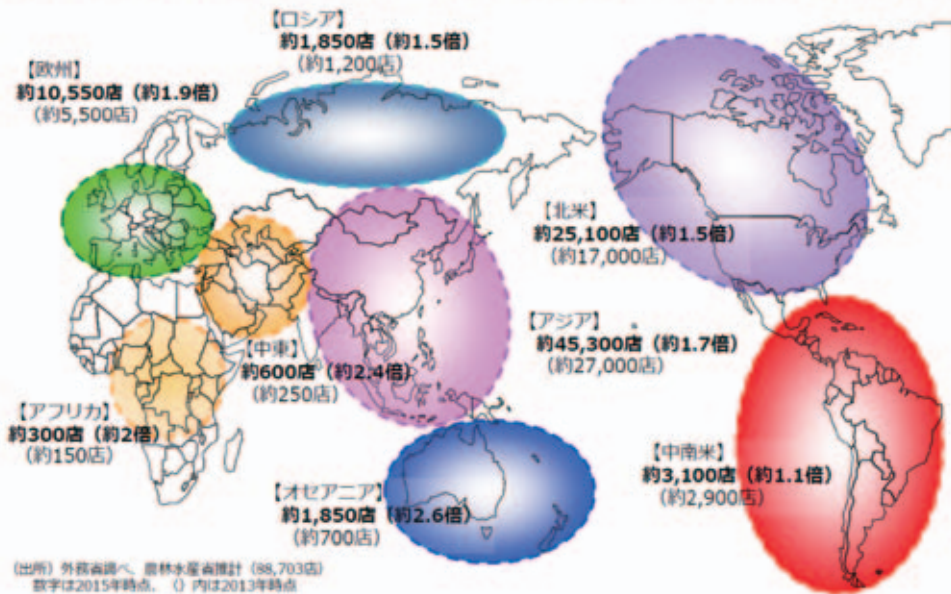 【ロシア】
約1,850店（約1.5倍）
（約1,200店）
【欧州】
約10,550店（約1.9倍）
（約5,500店）
【北米】
約25,100店（約1.5倍）
（約17,000店）
【アジア】
約45,300店（約1.7倍）
（約27,000店）
【中東】
約600店（約2.4倍）
（約250店）
【アフリカ】
約300店（約2倍）
（約150店）
【中南米】
約3,100店（約1.1倍）
（約2,900店）
【オセアニア】
約1,850店（約2.6倍）
（約700店）
（出所）外務省調べ、農林水産省推計（88,703店）
数字は2015年時点、（）内は2013年時点